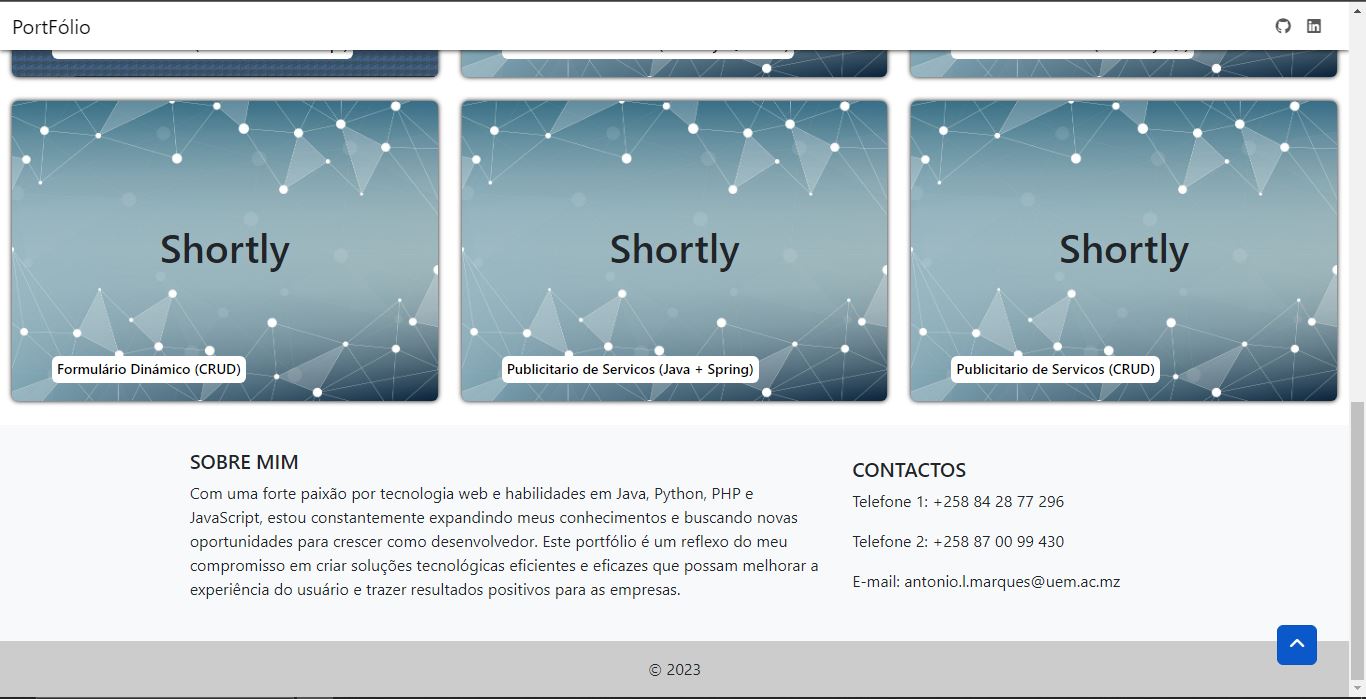 PortFólio
Shortly
Shortly
Shortly
Formulário Dinámico (CRUD)
Publicitario de Servicos (Java + Spring)
Publicitario de Servicos (CRUD)
SOBRE MIM
Com uma forte paixão por tecnologia web e habilidades em Java, Python, PHP e
JavaScript, estou constantemente expandindo meus conhecimentos e buscando novas
oportunidades para crescer como desenvolvedor. Este portfólio é um reflexo do meu
compromisso em criar soluções tecnológicas eficientes e eficazes que possam melhorar a
experiência do usuário e trazer resultados positivos para as empresas.
CONTACTOS
Telefone 1: +258 84 28 77 296
Telefone 2: +258 87 00 99 430
E-mail: antonio.l.marques@uem.ac.mz
© 2023